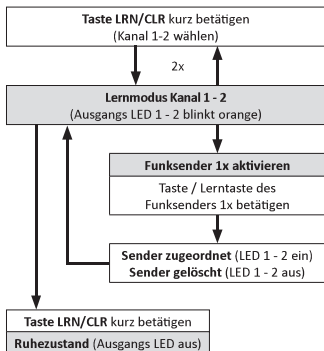 Taste LRN/CLR kurz betätigen
(Kanal 1-2 wählen)
2x
Lernmodus Kanal 1 - 2
(Ausgangs LED 1 - 2 blinkt orange)
Funksender 1x aktivieren
Taste / Lerntaste des
Funksenders 1x betätigen
Sender zugeordnet (LED 1 - 2 ein)
Sender gelöscht (LED 1 - 2 aus)
Taste LRN/CLR kurz betätigen
Ruhezustand (Ausgangs LED aus)